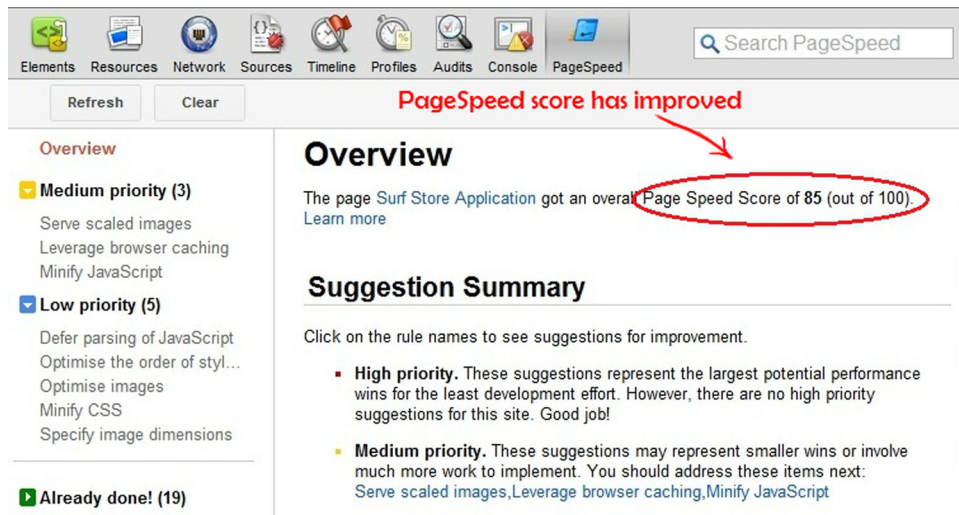 Elements Resources Network Sources Timeline Profiles Audits Console PageSpeed
Search PageSpeed
Refresh Clear
PageSpeed score has improved
Overview
Medium priority (3)
Serve scaled images
Leverage browser caching
Minify JavaScript
Low priority (5)
Defer parsing of JavaScript
Optimise the order of styl...
Optimise images
Minify CSS
Specify image dimensions
Already done! (19)
Overview
The page Surf Store Application got an overall Page Speed Score of 85 (out of 100).
Learn more
Suggestion Summary
Click on the rule names to see suggestions for improvement.
High priority. These suggestions represent the largest potential performance
wins for the least development effort. However, there are no high priority
suggestions for this site. Good job!
Medium priority. These suggestions may represent smaller wins or involve
much more work to implement. You should address these items next:
Serve scaled images,Leverage browser caching,Minify JavaScript